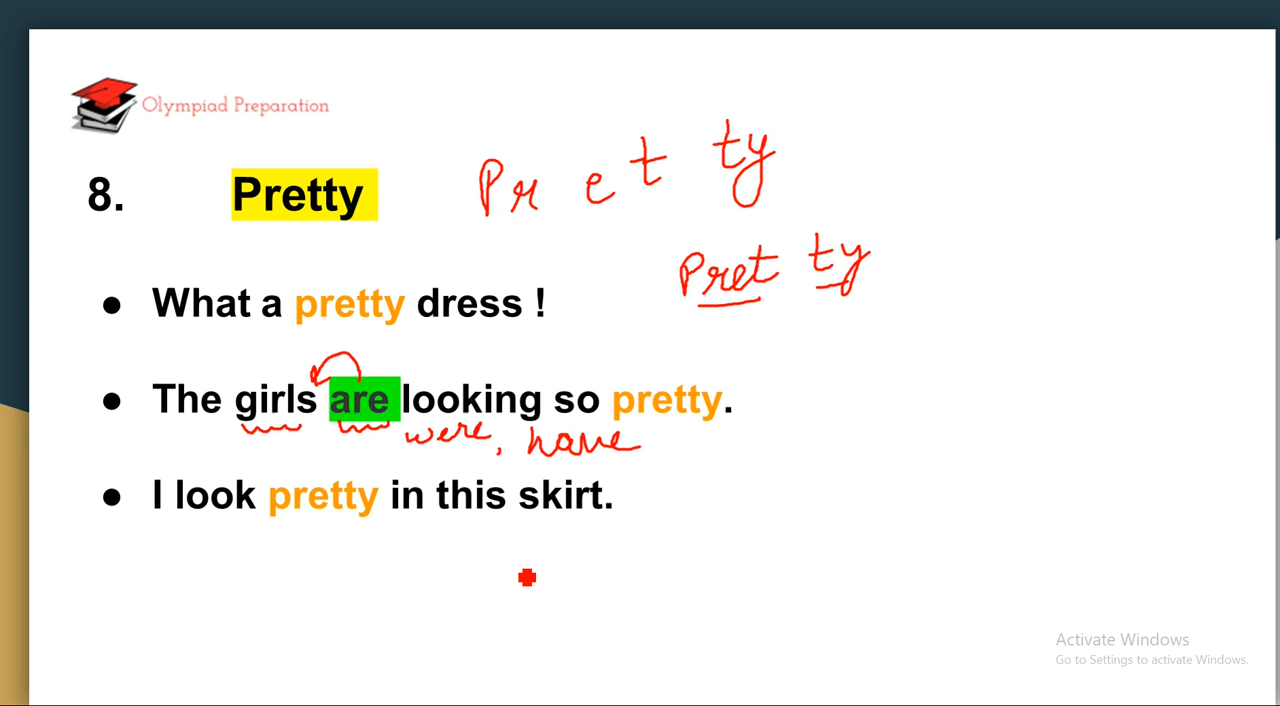 Olympiad Preparation
8. Pretty Pr e t ty
Pret ty
● What a pretty dress !
● The girls are looking so pretty.
were, have
● I look pretty in this skirt.
Activate Windows
Go to Settings to activate Windows.